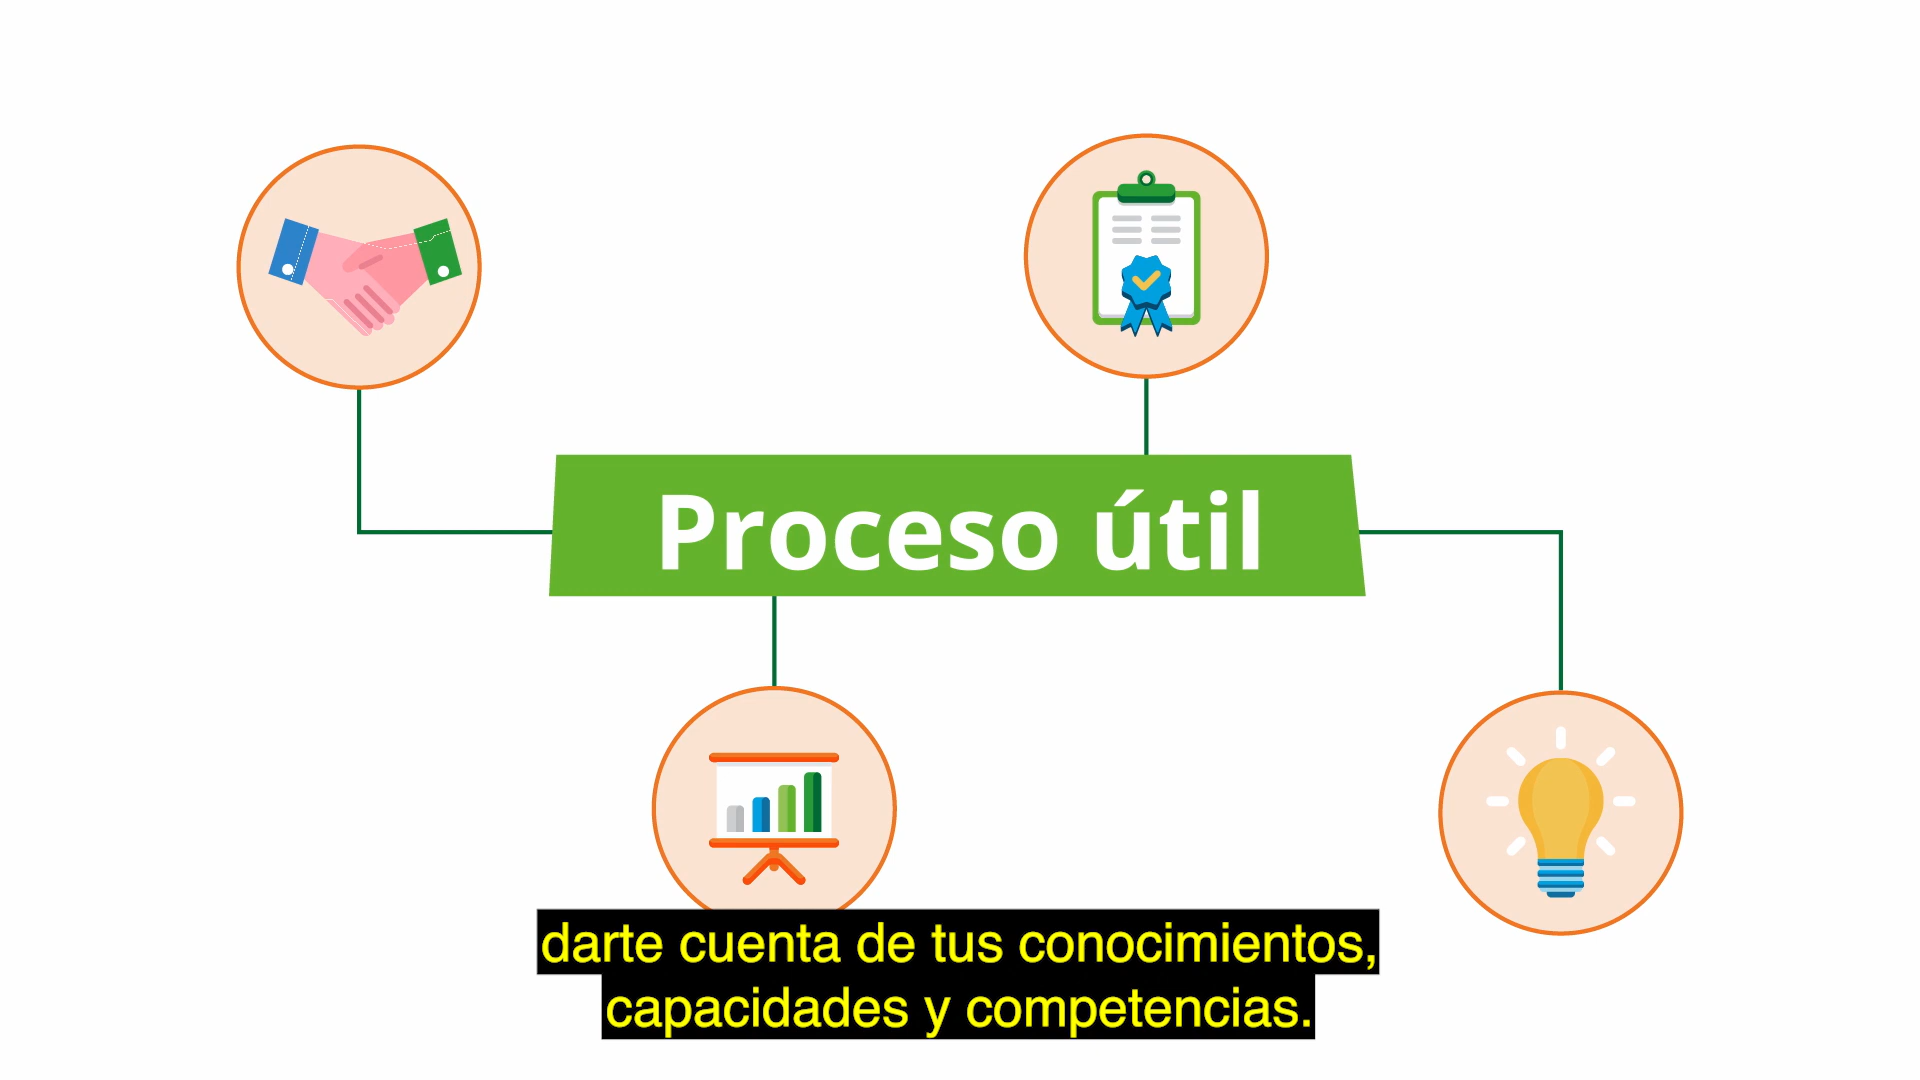 Proceso útil
darte cuenta de tus conocimientos,
capacidades y competencias.